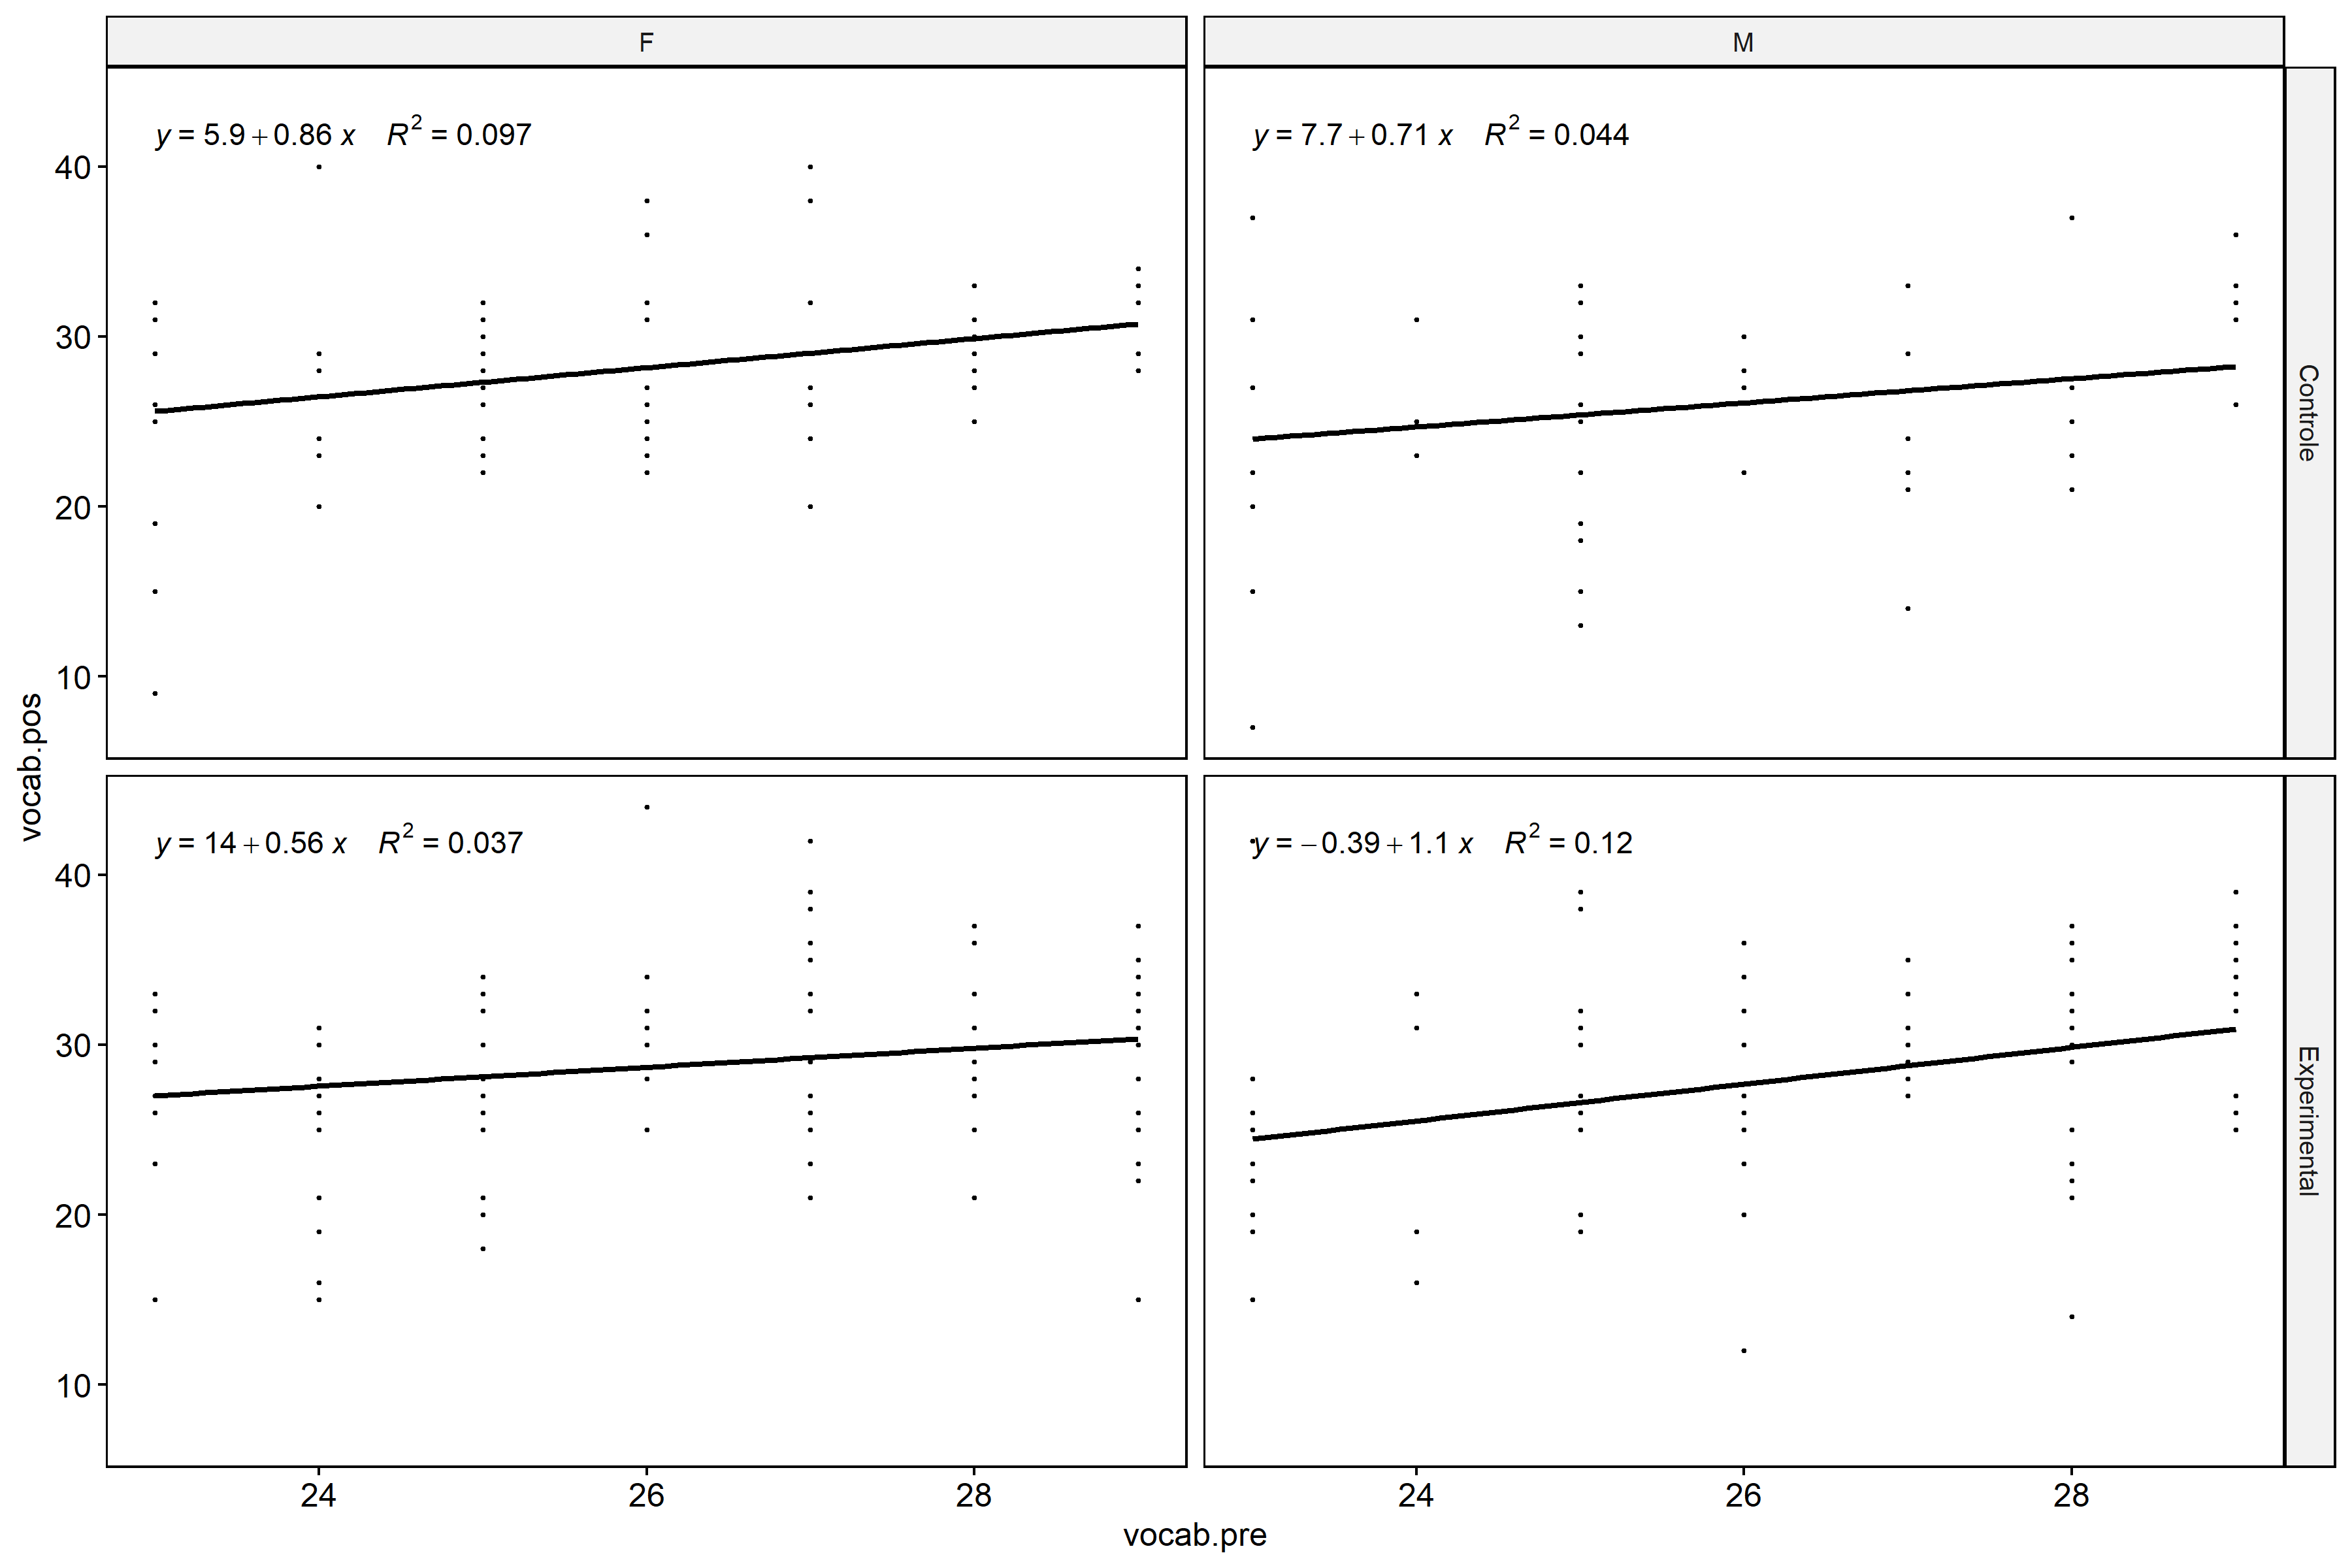 F
M
y = 5.9 + 0.86 x R² = 0.097
y = 7.7 + 0.71 x R² = 0.044
40
30
20
10
Controle
vocab.pos
y = 14 + 0.56 x R² = 0.037
y = − 0.39 + 1.1 x R² = 0.12
40
30
20
10
Experimental
24
26
28
24
26
28
vocab.pre